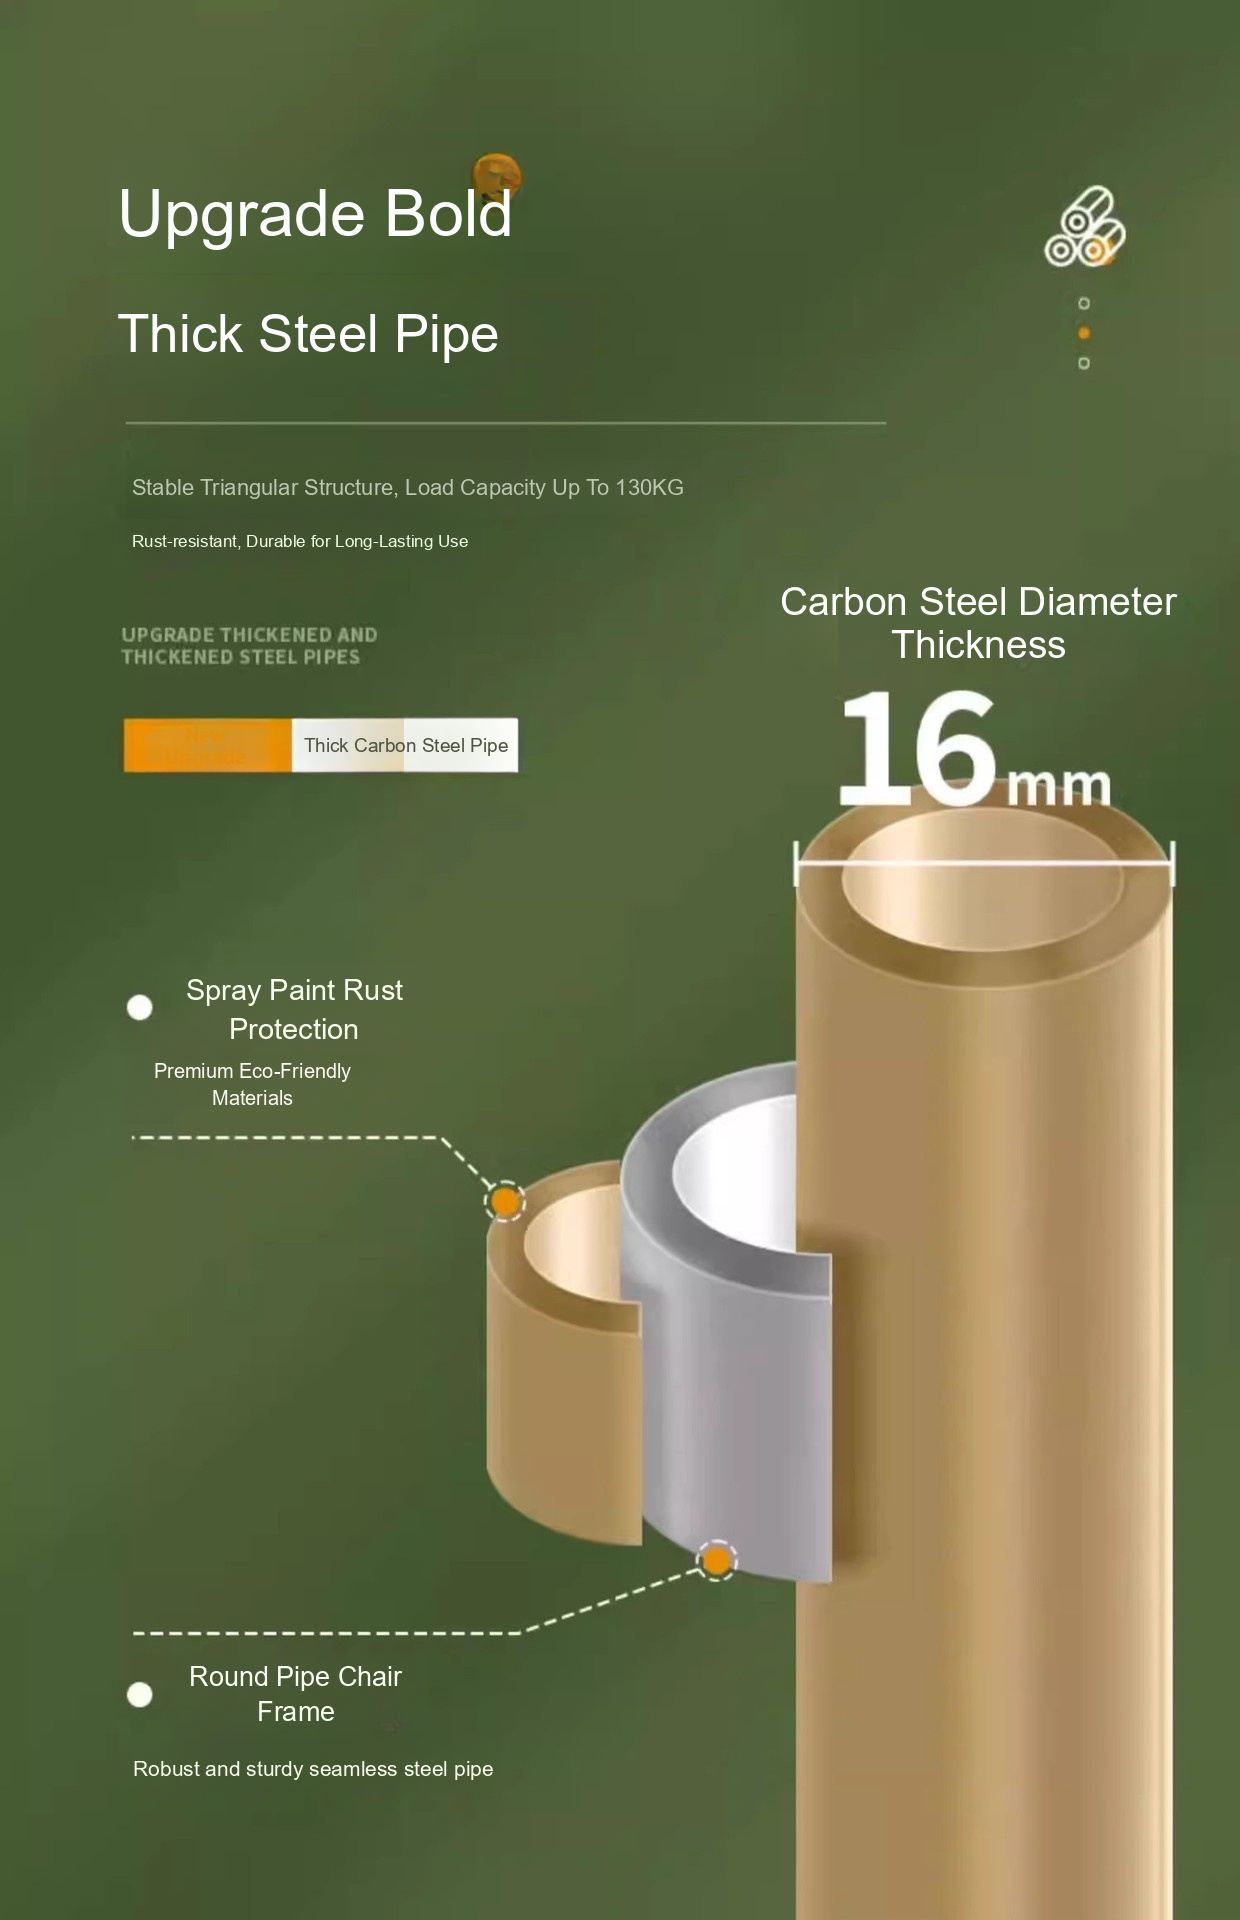 Upgrade Bold
Thick Steel Pipe
Stable Triangular Structure, Load Capacity Up To 130KG
Rust-resistant, Durable for Long-Lasting Use
UPGRADE THICKENED AND
THICKENED STEEL PIPES
New
Upgrade
Thick Carbon Steel Pipe
Carbon Steel Diameter
Thickness
16mm
Spray Paint Rust
Protection
Premium Eco-Friendly
Materials
Round Pipe Chair
Frame
Robust and sturdy seamless steel pipe